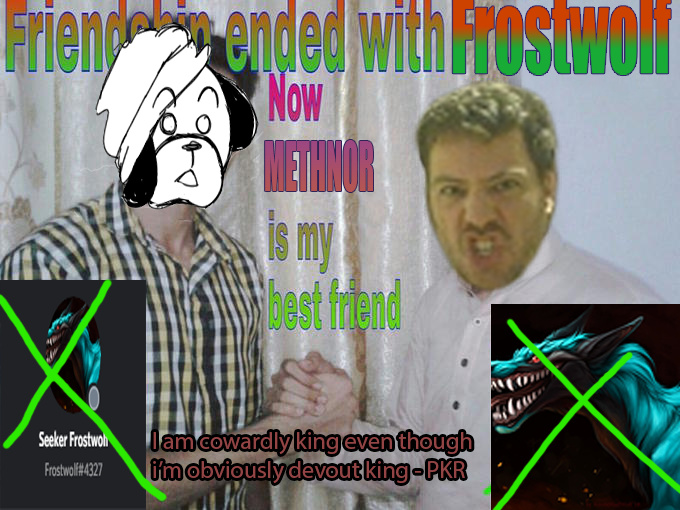 Friendship ended with Frostwolf
Now
METHNOR
is my
best friend
Seeker Frostwolf
Frostwolf#4327
I am cowardly king even though
i'm obviously devout king - PKR